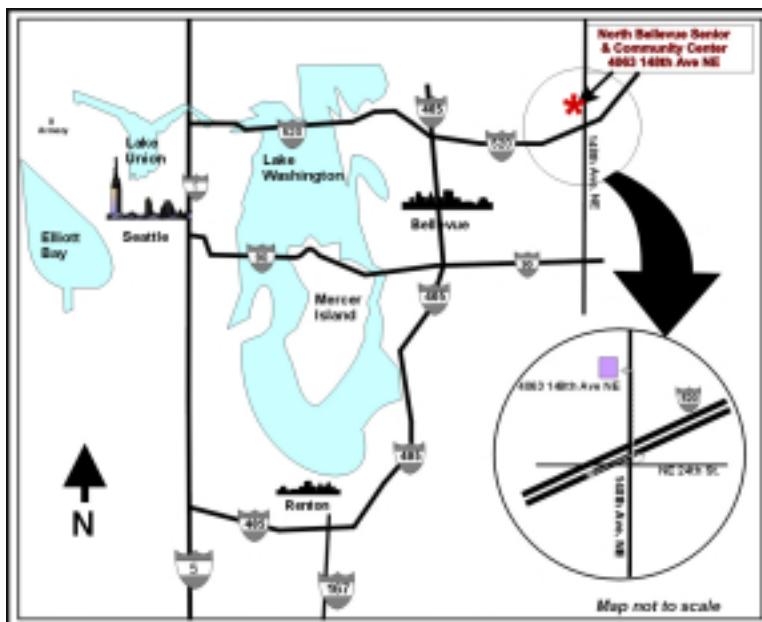 North Bellevue Senior
& Community Center
4063 148th Ave NE
405
Lake
Union
520
520
Lake
Washington
148th Ave, NE
5
Seattle
Bellevue
Elliott
Bay
90
90
Mercer
Island
405
4063 148th Ave NE
520
405
NE 24th St.
148th Ave, NE
Renton
N
405
5
167
Map not to scale